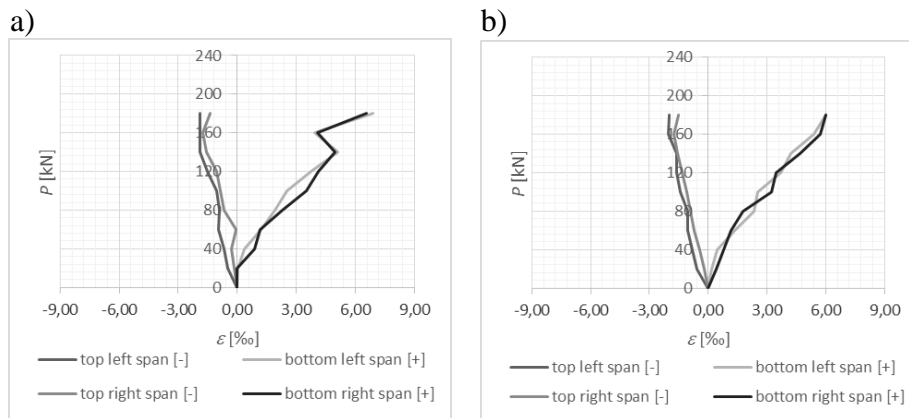 a)
240
200
160
120
80
40
0
P [kN]
-9,00 -6,00 -3,00 0,00 3,00 6,00 9,00
ε [‰]
top left span [-] bottom left span [+]
top right span [-] bottom right span [+]
b)
240
200
160
120
80
40
0
P [kN]
-9,00 -6,00 -3,00 0,00 3,00 6,00 9,00
ε [‰]
top left span [-] bottom left span [+]
top right span [-] bottom right span [+]